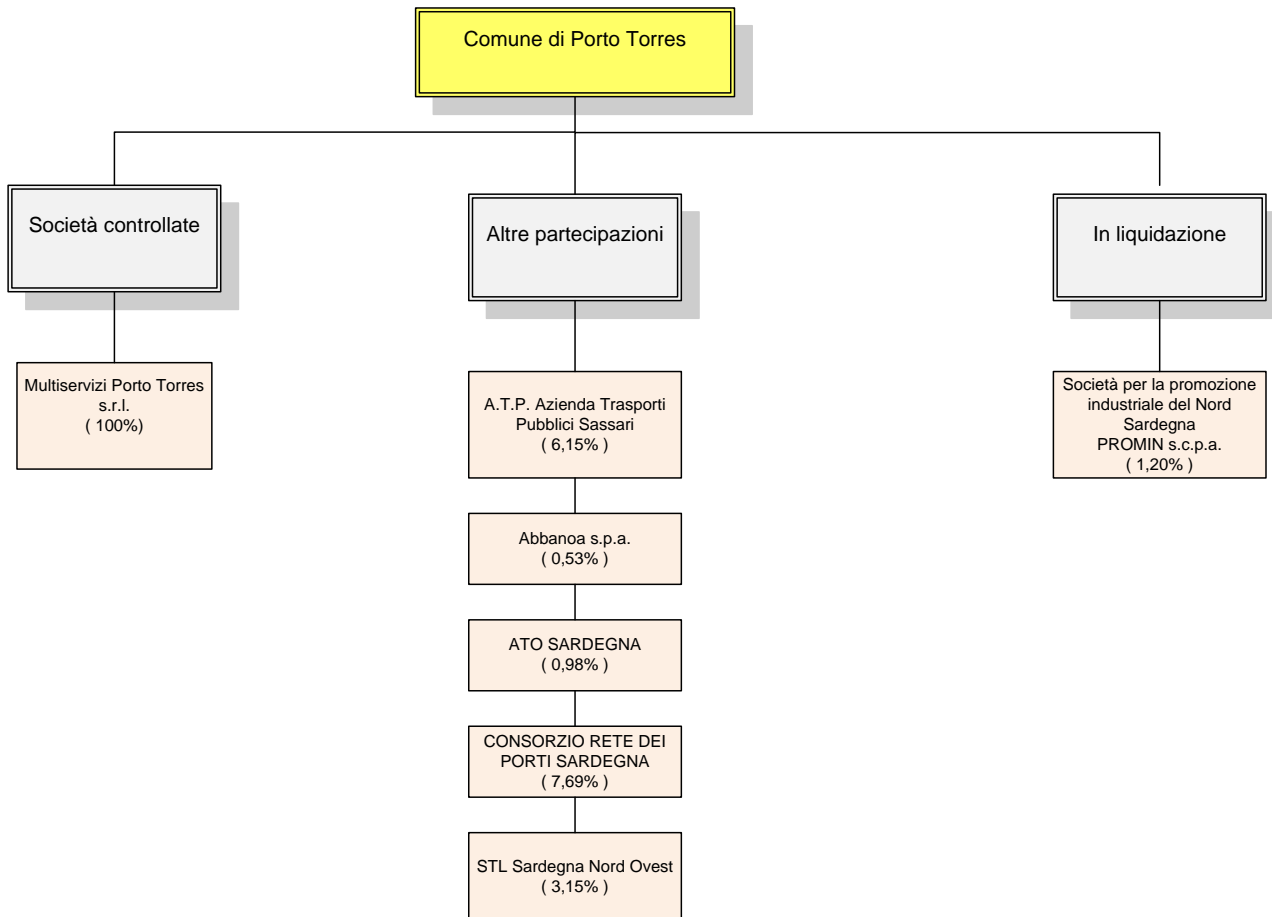 Comune di Porto Torres
Società controllate
Altre partecipazioni
In liquidazione
Multiservizi Porto Torres
s.r.l.
( 100%)
A.T.P. Azienda Trasporti
Pubblici Sassari
( 6,15% )
Abbanoa s.p.a.
( 0,53% )
ATO SARDEGNA
( 0,98% )
CONSORZIO RETE DEI
PORTI SARDEGNA
( 7,69% )
STL Sardegna Nord Ovest
( 3,15% )
Società per la promozione
industriale del Nord
Sardegna
PROMIN s.c.p.a.
( 1,20% )